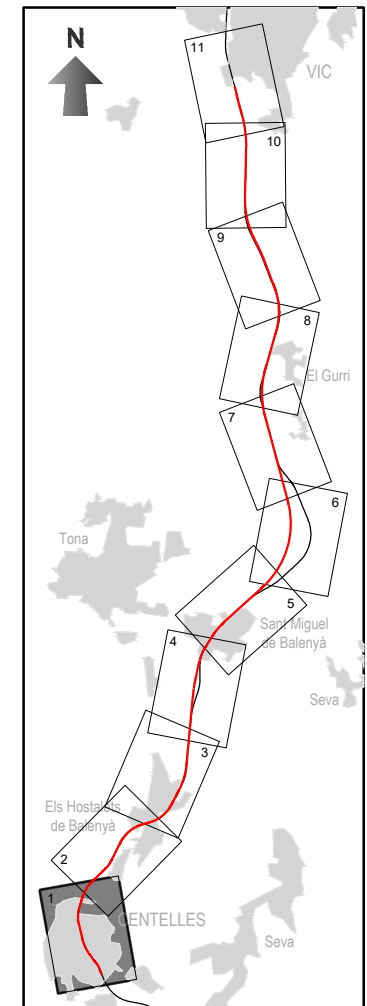 11
N
VIC
10
9
8
El Gurri
7
6
Tona
5
Sant Miguel
de Balenyà
4
Seva
3
Els Hostalets
de Balenyà
2
1
CENTELLES
Seva